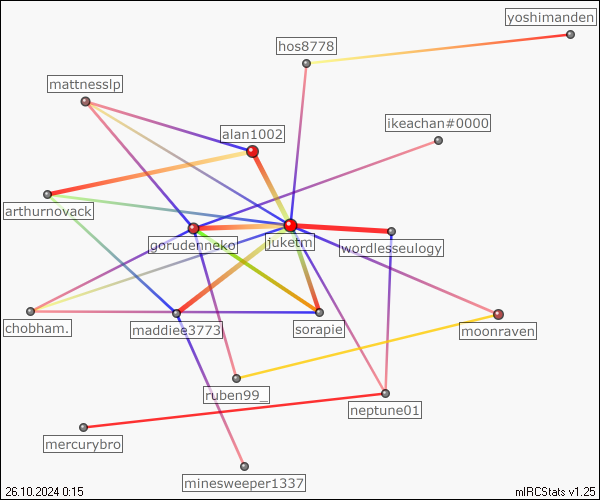 yoshimanden
hos8778
mattnesslp
ikeachan#0000
alan1002
arthurnovack
gorudenneko
juketm
wordlesseulogy
chobham.
maddiee3773
sorapie
moonraven
ruben99_
neptune01
mercurybro
minesweeper1337
26.10.2024 0:15
mIRCStats v1.25